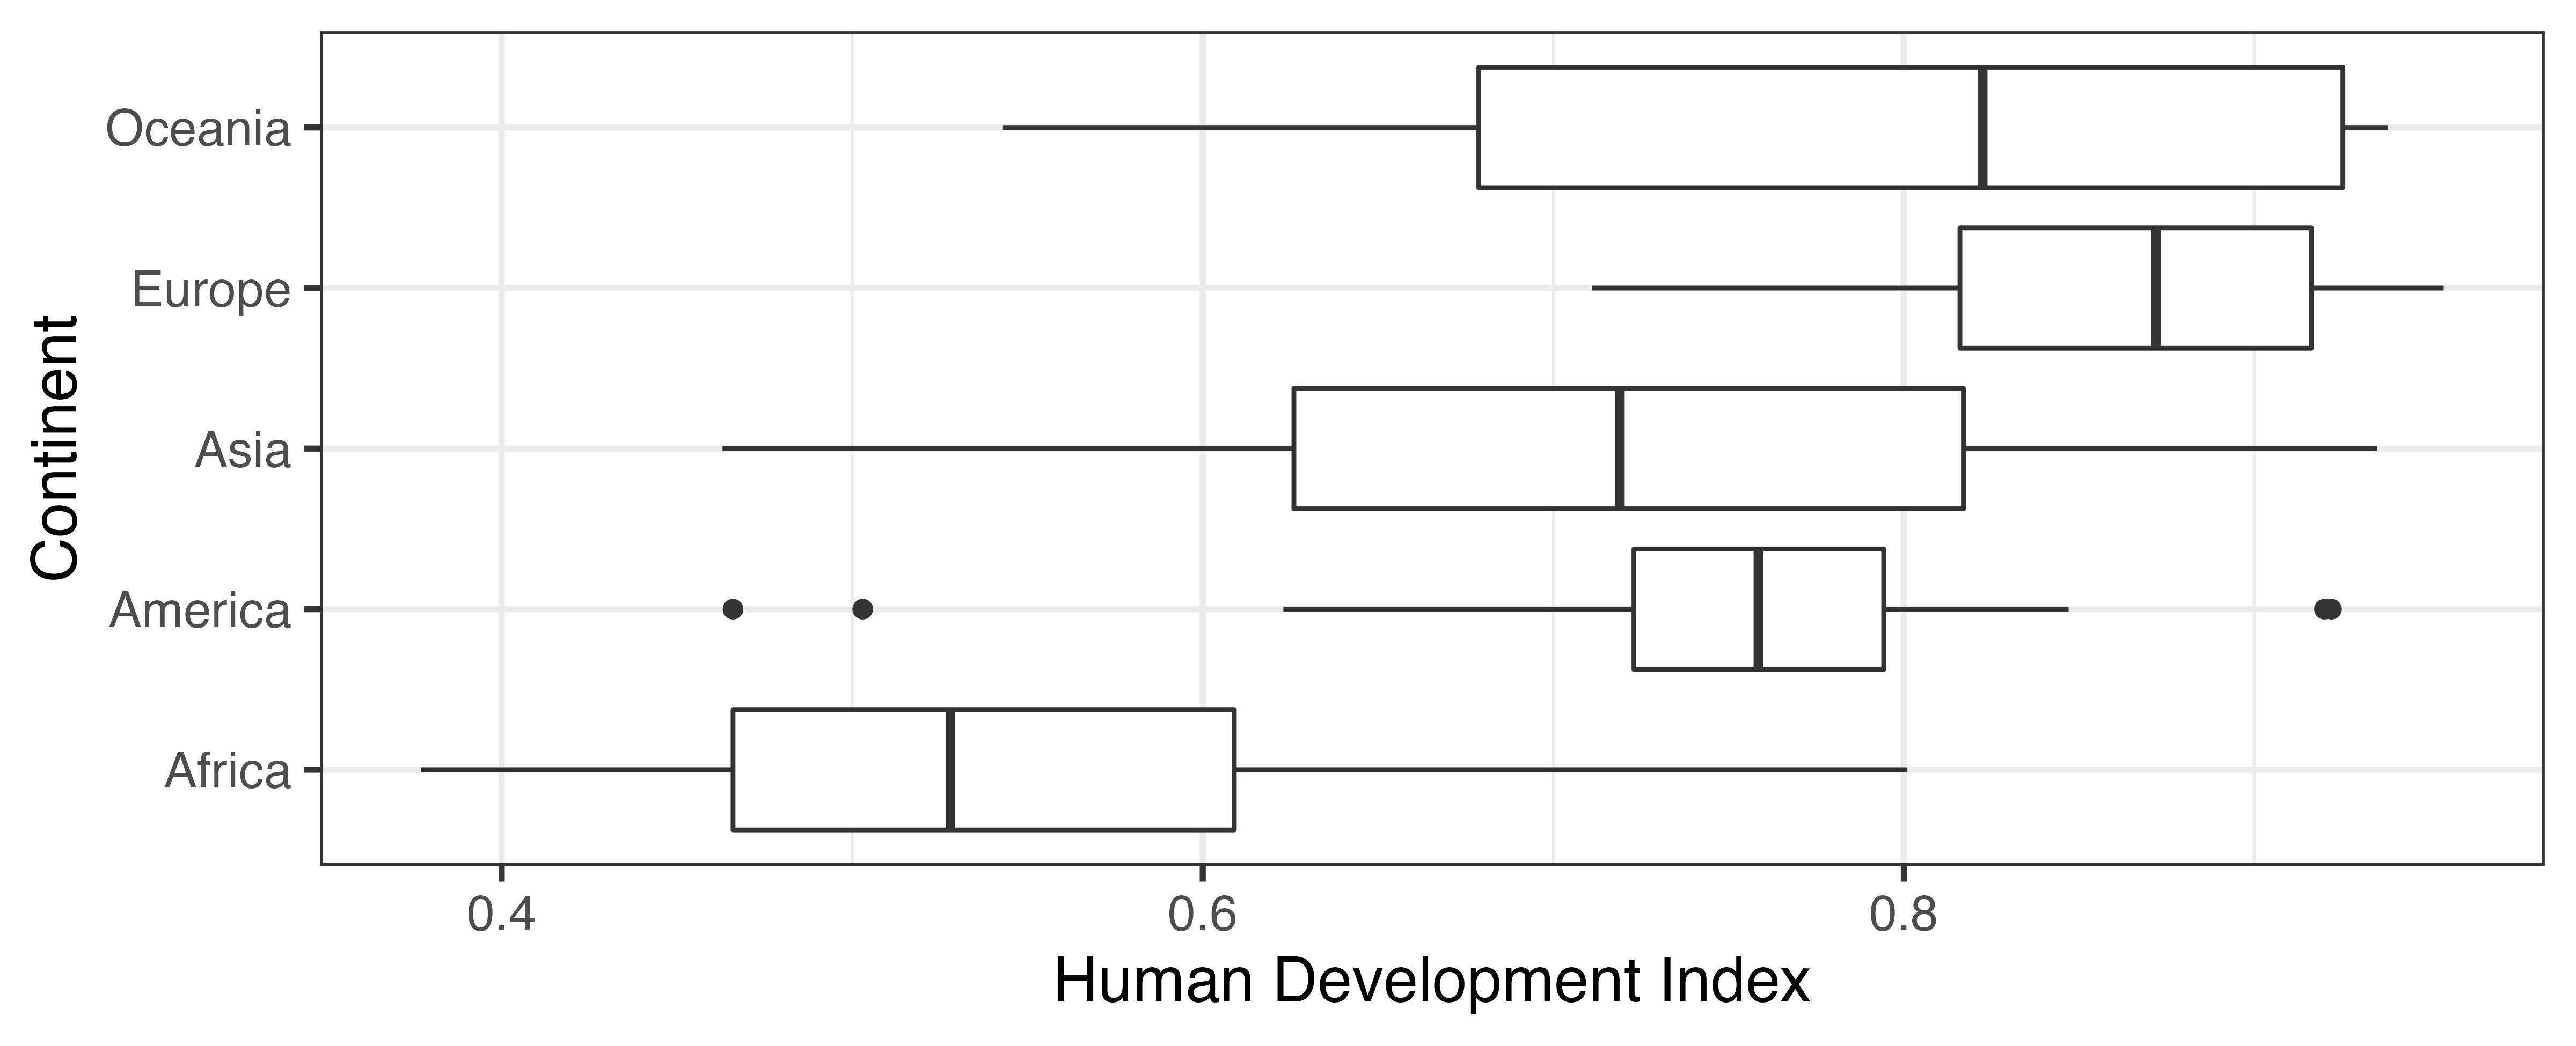 Continent
Oceania
Europe
Asia
America
Africa
0.4 0.6 0.8
Human Development Index